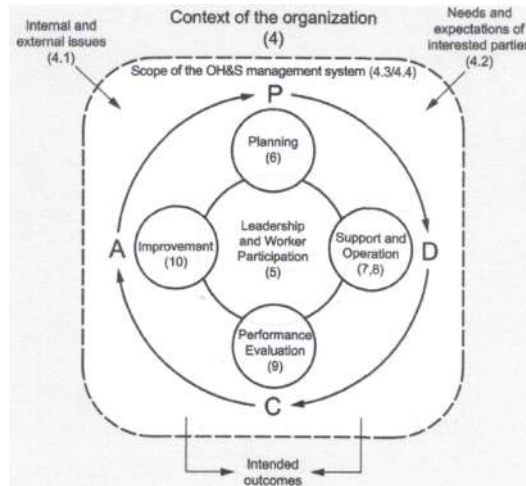 Context of the organization
(4)
Internal and
external issues
(4.1)
Needs and
expectations of
interested parties
(4.2)
Scope of the OH&S management system (4.3/4.4)
P
Planning
(6)
A
Improvement
(10)
Leadership
and Worker
Participation
(5)
Support and
Operation
(7,8)
D
Performance
Evaluation
(9)
C
Intended
outcomes